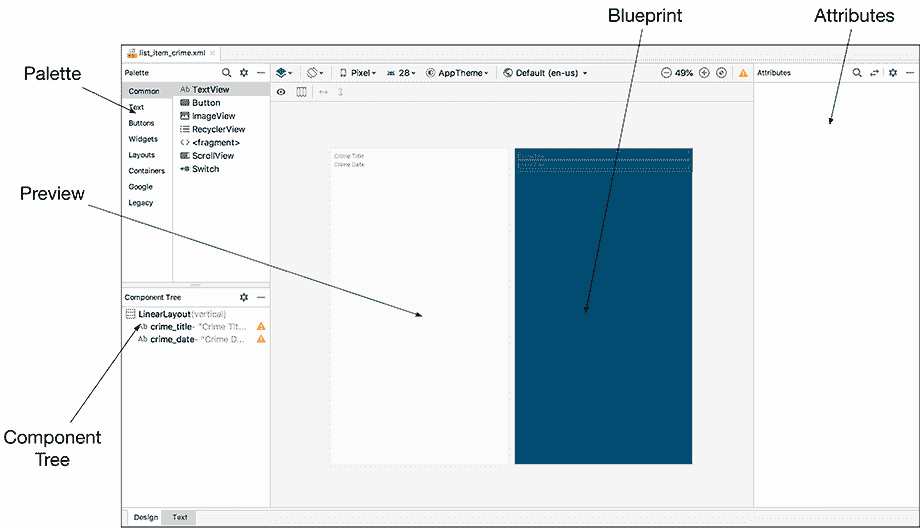 Blueprint
Attributes
Palette
Preview
Component
Tree
list_item_crime.xml
Palette
Pixel
28
AppTheme
Default (en-us)
49%
Attributes
Common
Text
Buttons
Widgets
Layouts
Containers
Google
Legacy
Ab TextView
Button
ImageView
RecyclerView
<fragment>
ScrollView
Switch
Crime Title
Crime Date
Component Tree
LinearLayout(vertical)
Ab crime_title- "Crime Tit...
Ab crime_date- "Crime D...
Design
Text